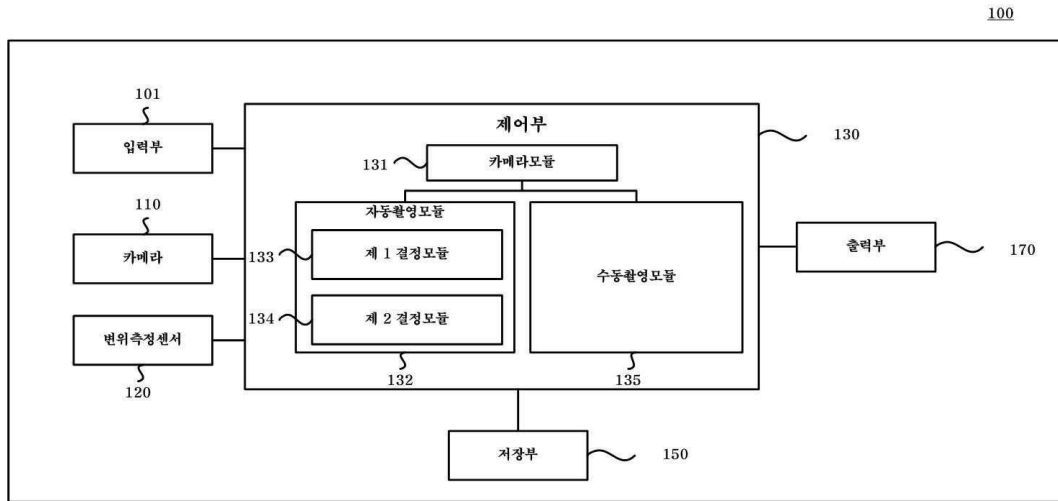 100
101
입력부
110
카메라
변위측정센서
120
제어부
130
131
카메라모듈
자동촬영모듈
133
제 1 결정모듈
134
제 2 결정모듈
132
수동촬영모듈
135
출력부
170
저장부
150